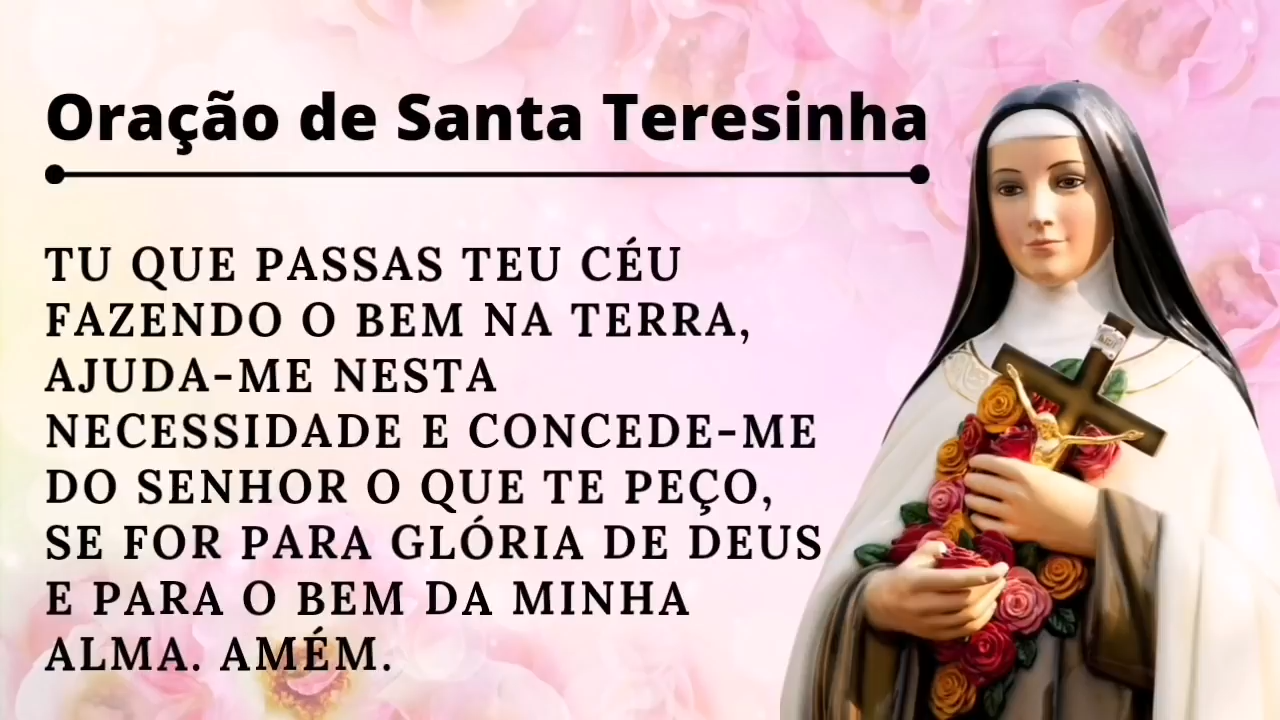 Oração de Santa Teresinha
TU QUE PASSAS TEU CÉU
FAZENDO O BEM NA TERRA,
AJUDA-ME NESTA
NECESSIDADE E CONCEDE-ME
DO SENHOR O QUE TE PEÇO,
SE FOR PARA GLÓRIA DE DEUS
E PARA O BEM DA MINHA
ALMA. AMÉM.